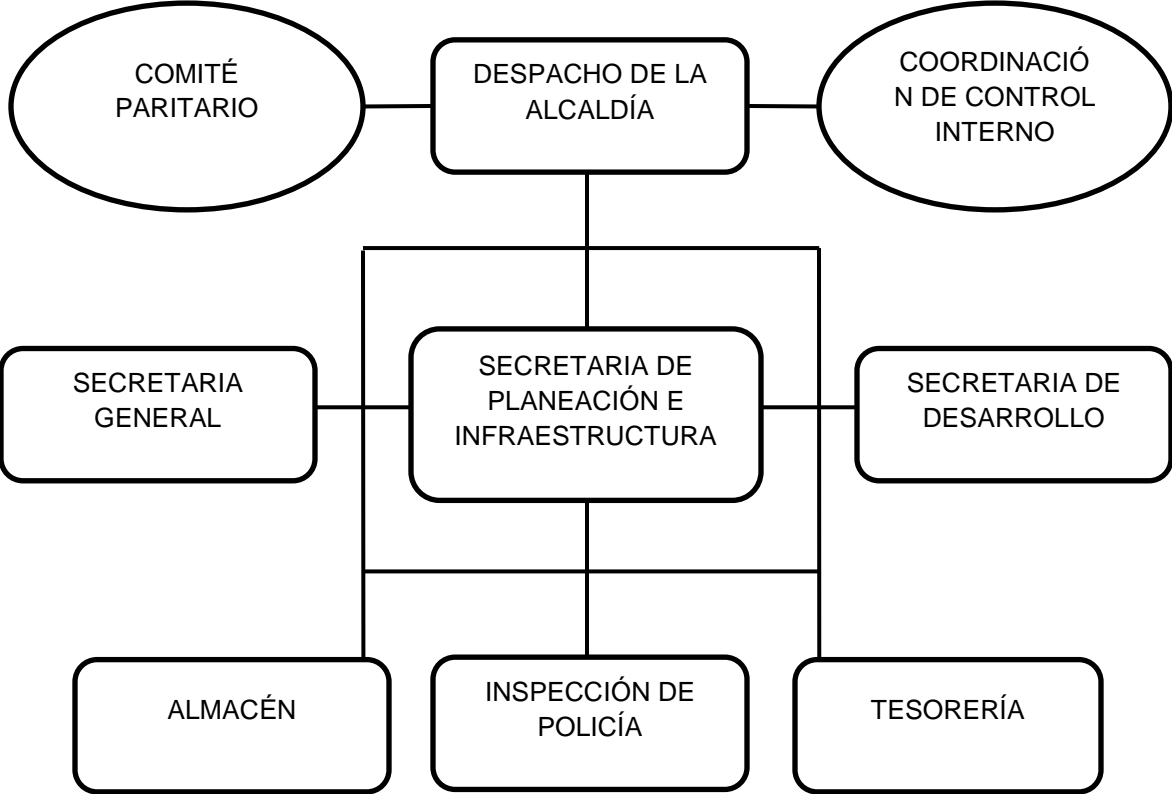 COMITÉ
PARITARIO
DESPACHO DE LA
ALCALDÍA
COORDINACIÓ
N DE CONTROL
INTERNO
SECRETARIA
GENERAL
SECRETARIA DE
PLANEACIÓN E
INFRAESTRUCTURA
SECRETARIA DE
DESARROLLO
ALMACÉN
INSPECCIÓN DE
POLICÍA
TESORERÍA